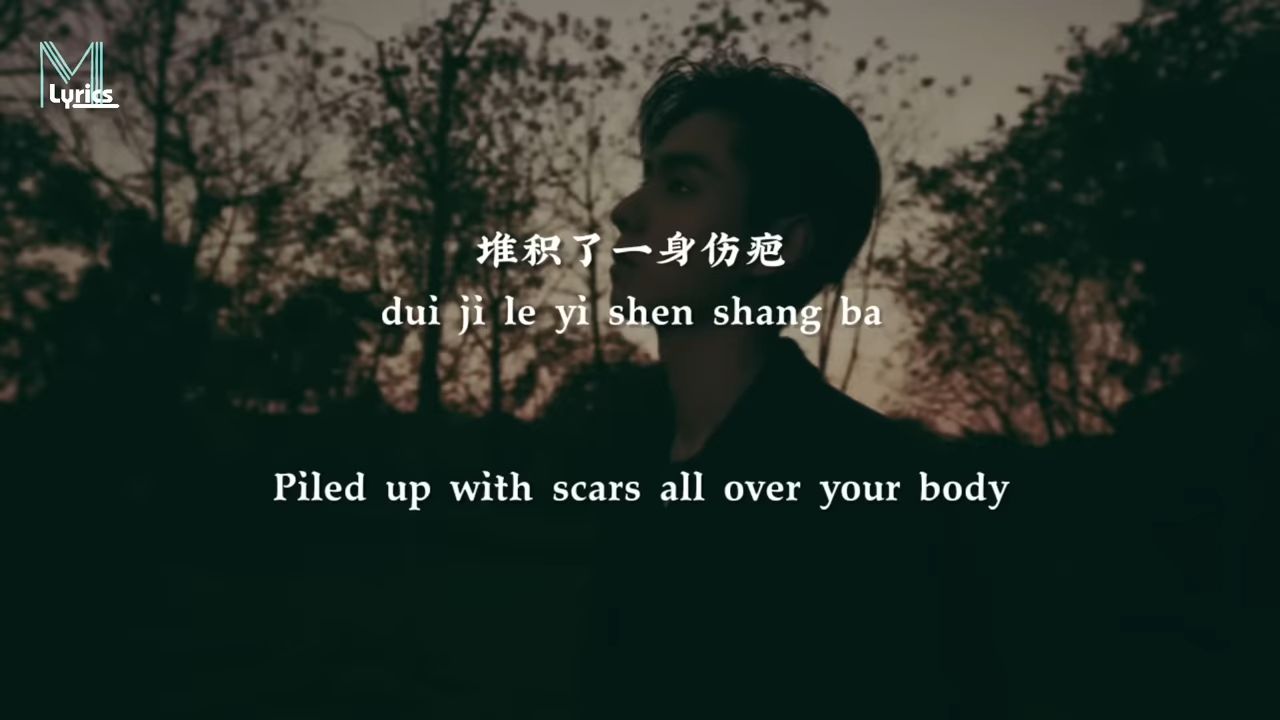 M
Lyrics
堆积了一身伤疤
dui ji le yi shen shang ba
Piled up with scars all over your body